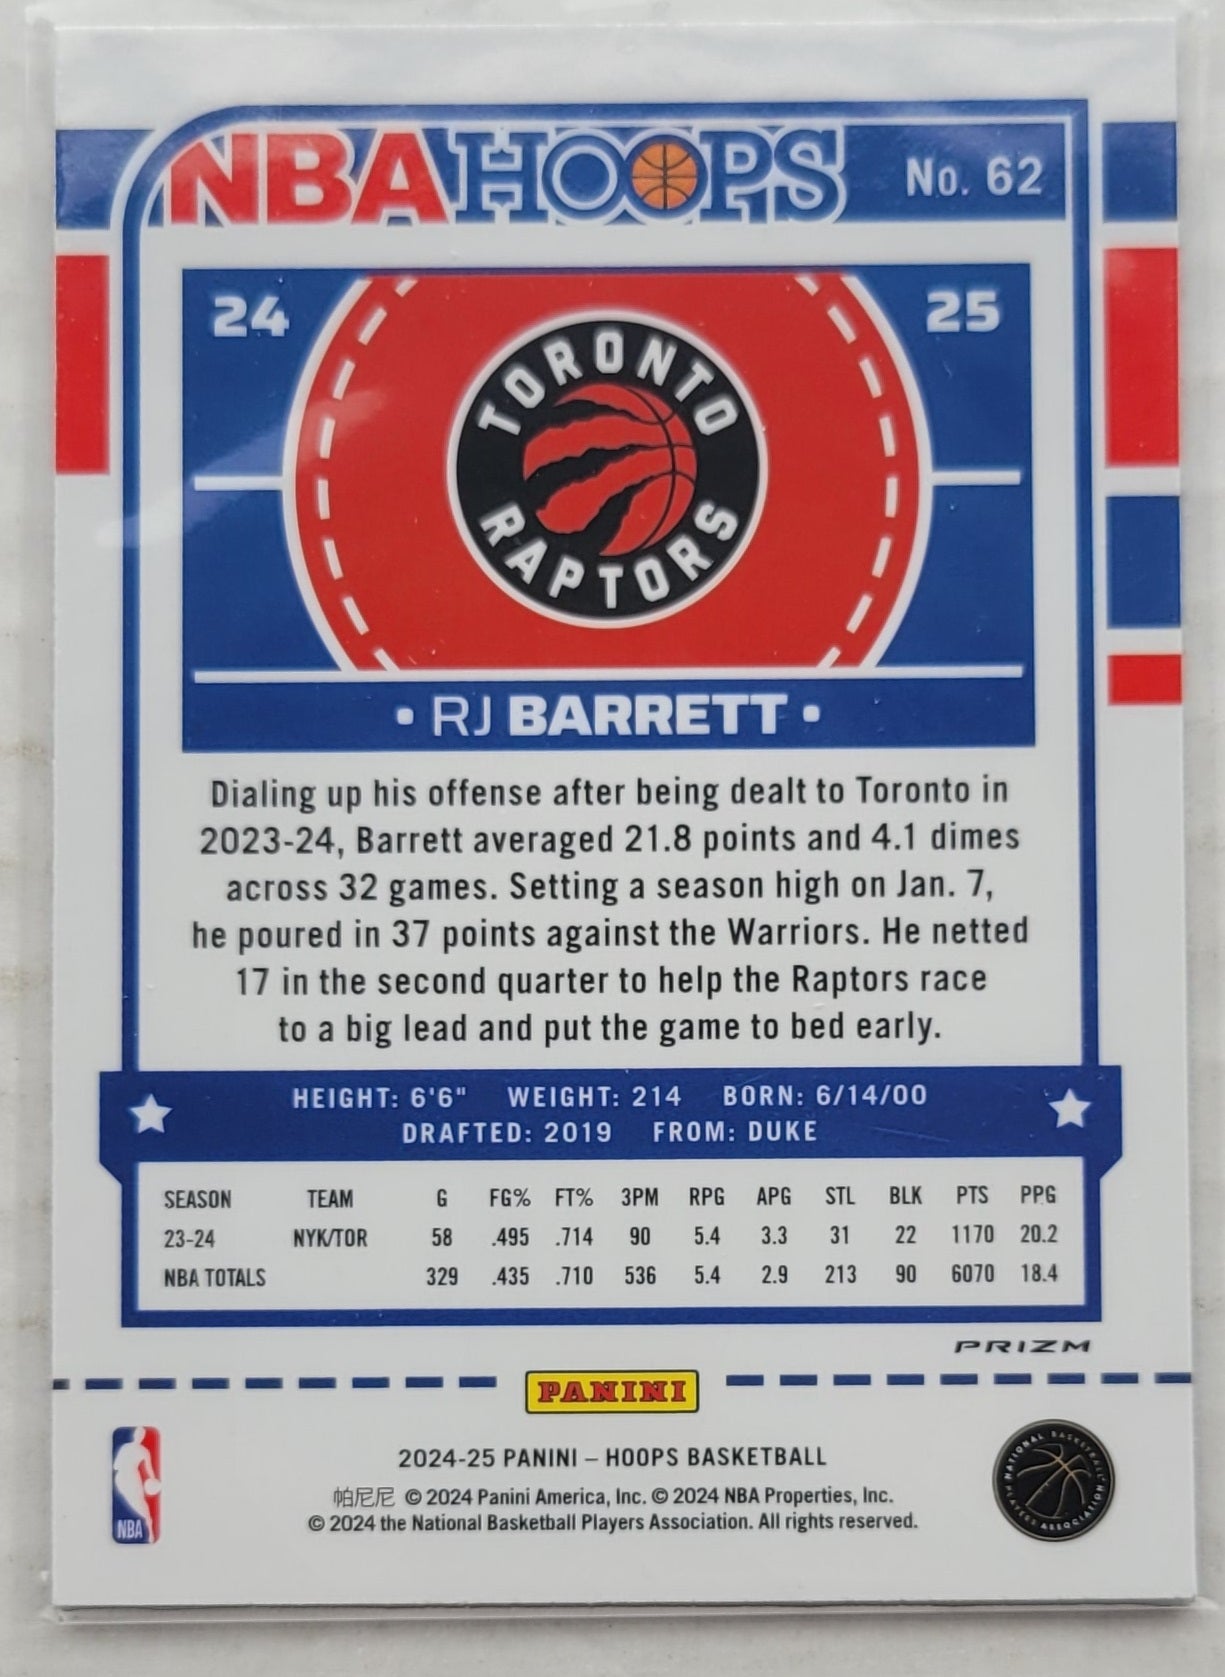 NBA HOOPS No. 62
24 25
TORONTO
RAPTORS
• RJ BARRETT •
Dialing up his offense after being dealt to Toronto in
2023-24, Barrett averaged 21.8 points and 4.1 dimes
across 32 games. Setting a season high on Jan. 7,
he poured in 37 points against the Warriors. He netted
17 in the second quarter to help the Raptors race
to a big lead and put the game to bed early.
HEIGHT: 6'6" WEIGHT: 214 BORN: 6/14/00
DRAFTED: 2019 FROM: DUKE
SEASON TEAM G FG% FT% 3PM RPG APG STL BLK PTS PPG
23-24 NYK/TOR 58 .495 .714 90 5.4 3.3 31 22 1170 20.2
NBA TOTALS 329 .435 .710 536 5.4 2.9 213 90 6070 18.4
PRIZM
PANINI
2024-25 PANINI – HOOPS BASKETBALL
帕尼尼 © 2024 Panini America, Inc. © 2024 NBA Properties, Inc.
© 2024 the National Basketball Players Association. All rights reserved.
NBA
NATIONAL BASKETBALL
PLAYERS ASSOCIATION